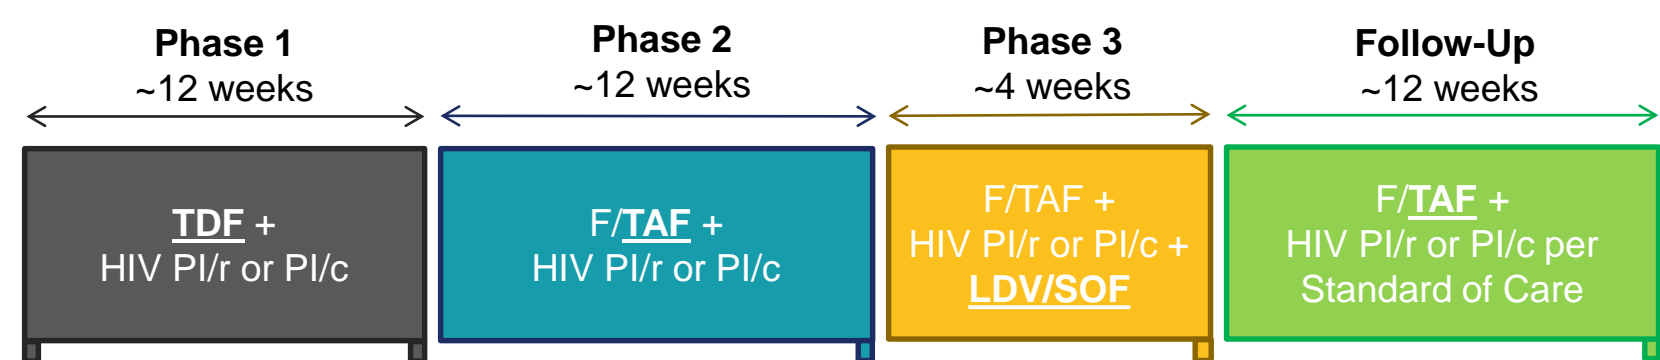 Phase 1
~12 weeks
Phase 2
~12 weeks
Phase 3
~4 weeks
Follow-Up
~12 weeks
TDF +
HIV PI/r or PI/c
F/TAF +
HIV PI/r or PI/c
F/TAF +
HIV PI/r or PI/c +
LDV/SOF
F/TAF +
HIV PI/r or PI/c per
Standard of Care